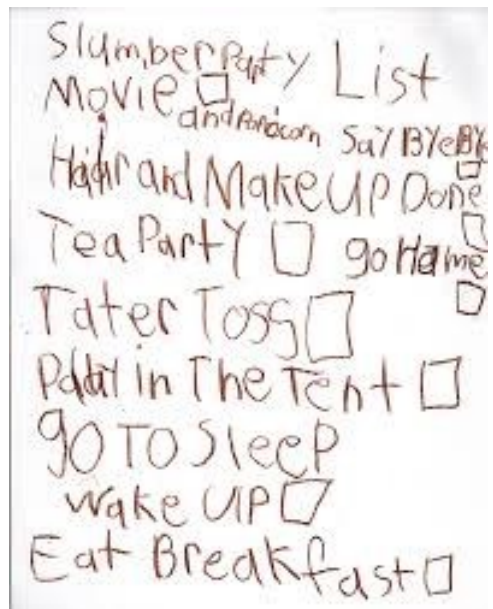 Slumber Party List
Movie and Popcorn
Say Bye Bye
Hair and Make UP Done
Tea Party
go Home
Tater Toss
in The Tent
gO TO Sleep
Wake UP
Eat Breakfast